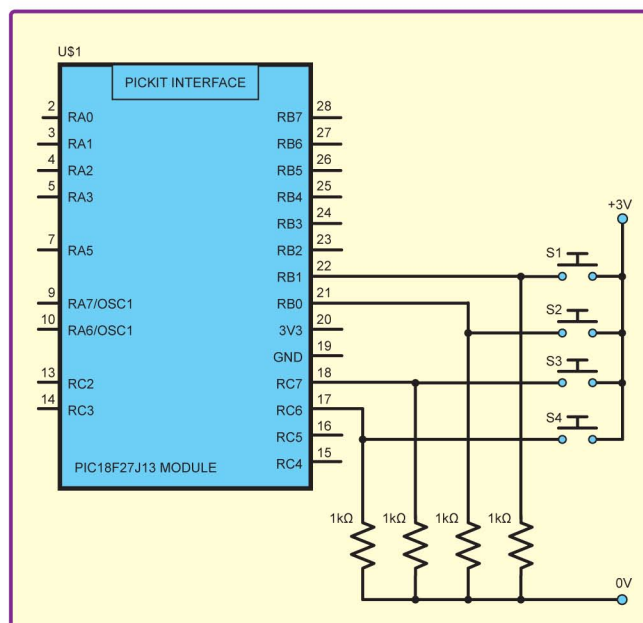 U$1
PICKIT INTERFACE
2 RA0
3 RA1
4 RA2
5 RA3
7 RA5
9 RA7/OSC1
10 RA6/OSC1
13 RC2
14 RC3
RB7 28
RB6 27
RB5 26
RB4 25
RB3 24
RB2 23
RB1 22
RB0 21
3V3 20
GND 19
RC7 18
RC6 17
RC5 16
RC4 15
PIC18F27J13 MODULE
+3V
S1
S2
S3
S4
1kΩ 1kΩ 1kΩ 1kΩ
0V